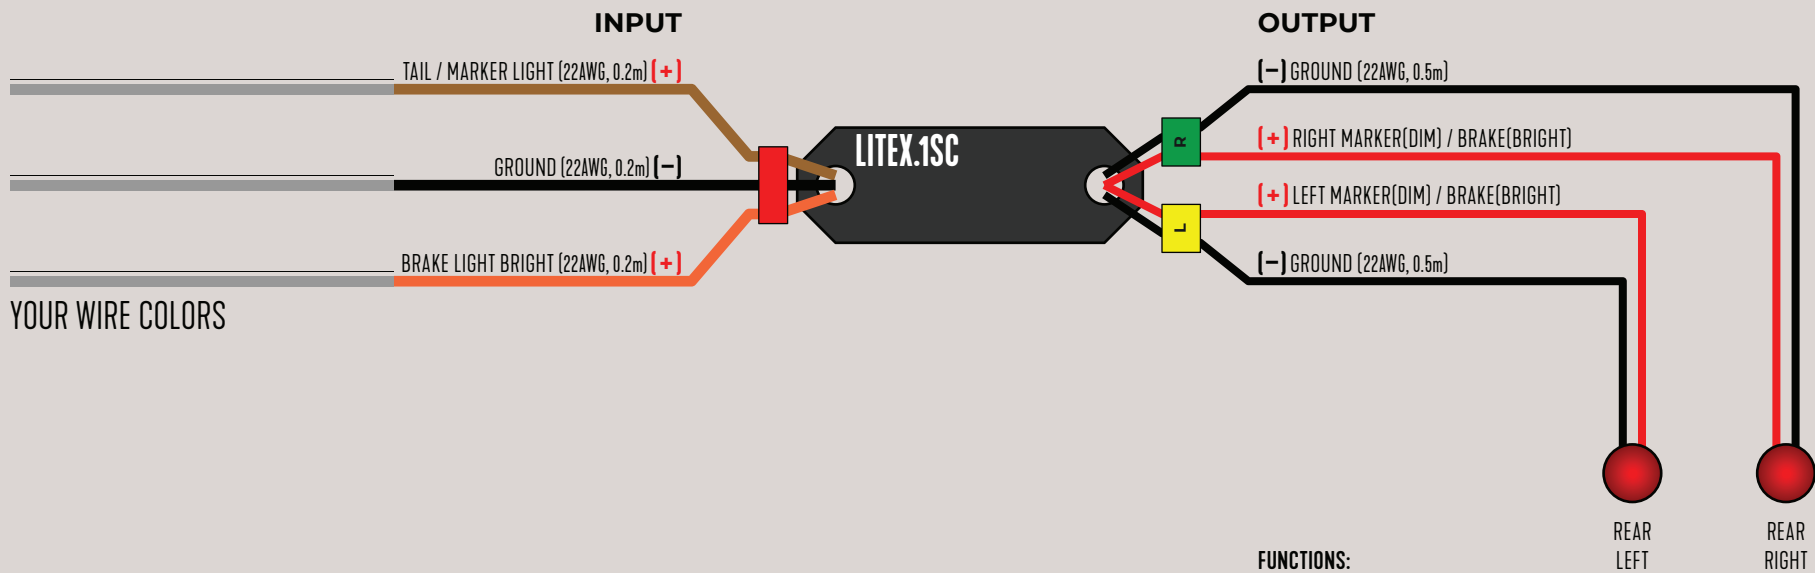 INPUT
OUTPUT
TAIL / MARKER LIGHT (22AWG, 0.2m) (+)
(-) GROUND (22AWG, 0.5m)
LITEX.1SC
R
(+) RIGHT MARKER(DIM) / BRAKE(BRIGHT)
GROUND (22AWG, 0.2m) (-)
(+) LEFT MARKER(DIM) / BRAKE(BRIGHT)
L
BRAKE LIGHT BRIGHT (22AWG, 0.2m) (+)
(-) GROUND (22AWG, 0.5m)
YOUR WIRE COLORS
REAR
LEFT
REAR
RIGHT
FUNCTIONS: